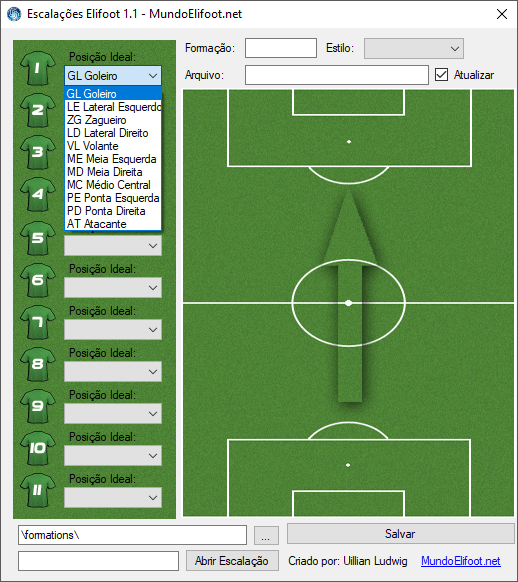 Escalações Elifoot 1.1 - MundoElifoot.net
Posição Ideal:
1
GL Goleiro
GL Goleiro
LE Lateral Esquerdo
ZG Zagueiro
LD Lateral Direito
VL Volante
ME Meia Esquerda
MD Meia Direita
MC Médio Central
PE Ponta Esquerda
PD Ponta Direita
AT Atacante
2
3
4
5
Posição Ideal:
6
Posição Ideal:
7
Posição Ideal:
8
Posição Ideal:
9
Posição Ideal:
10
Posição Ideal:
11
Formação:
Estilo:
Arquivo:
Atualizar
\formations\
...
Salvar
Abrir Escalação
Criado por: Uillian Ludwig
MundoElifoot.net